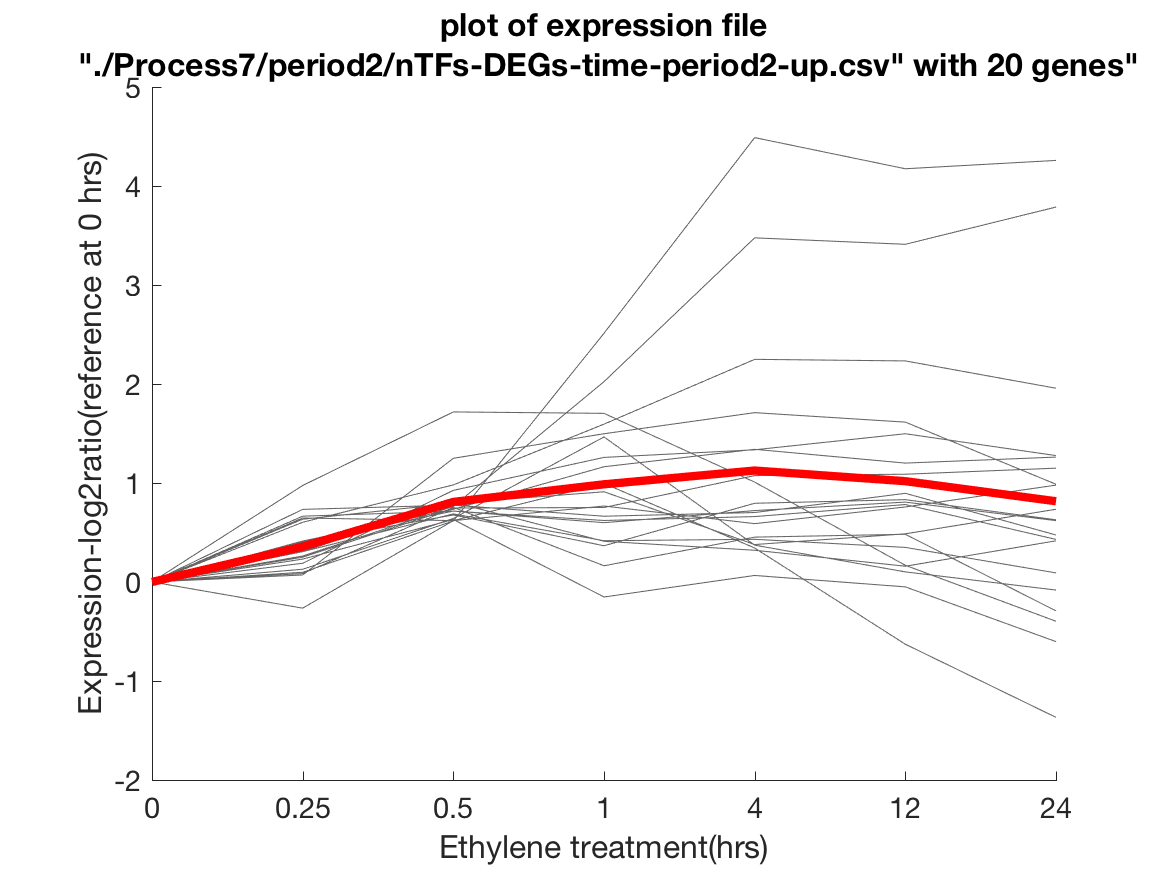 plot of expression file
"./Process7/period2/nTFs-DEGs-time-period2-up.csv" with 20 genes"
5
4
3
2
1
0
-1
-2
Expression-log2ratio(reference at 0 hrs)
0 0.25 0.5 1 4 12 24
Ethylene treatment(hrs)